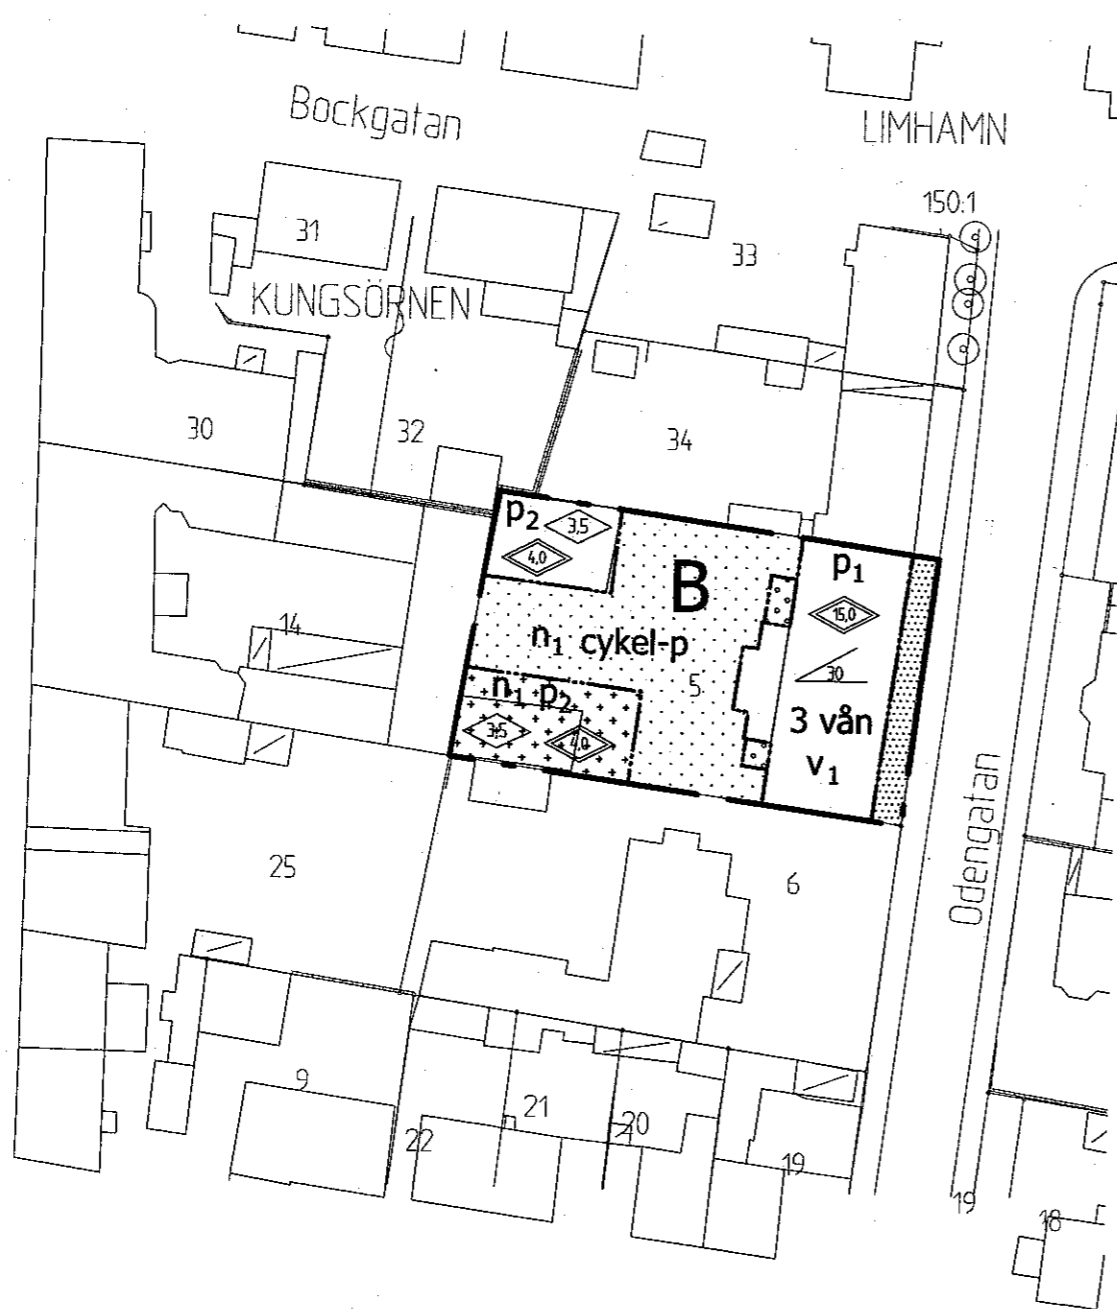 Bockgatan
LIMHAMN
150:1
31
33
KUNGSÖRNEN
30
32
34
p2
3,5
4,0
B
p1
15,0
14
n1 cykel-p
30
n1 p2
5
3,5
4,0
3 vån
v1
Odengatan
25
6
9
21
20
22
19
19
18